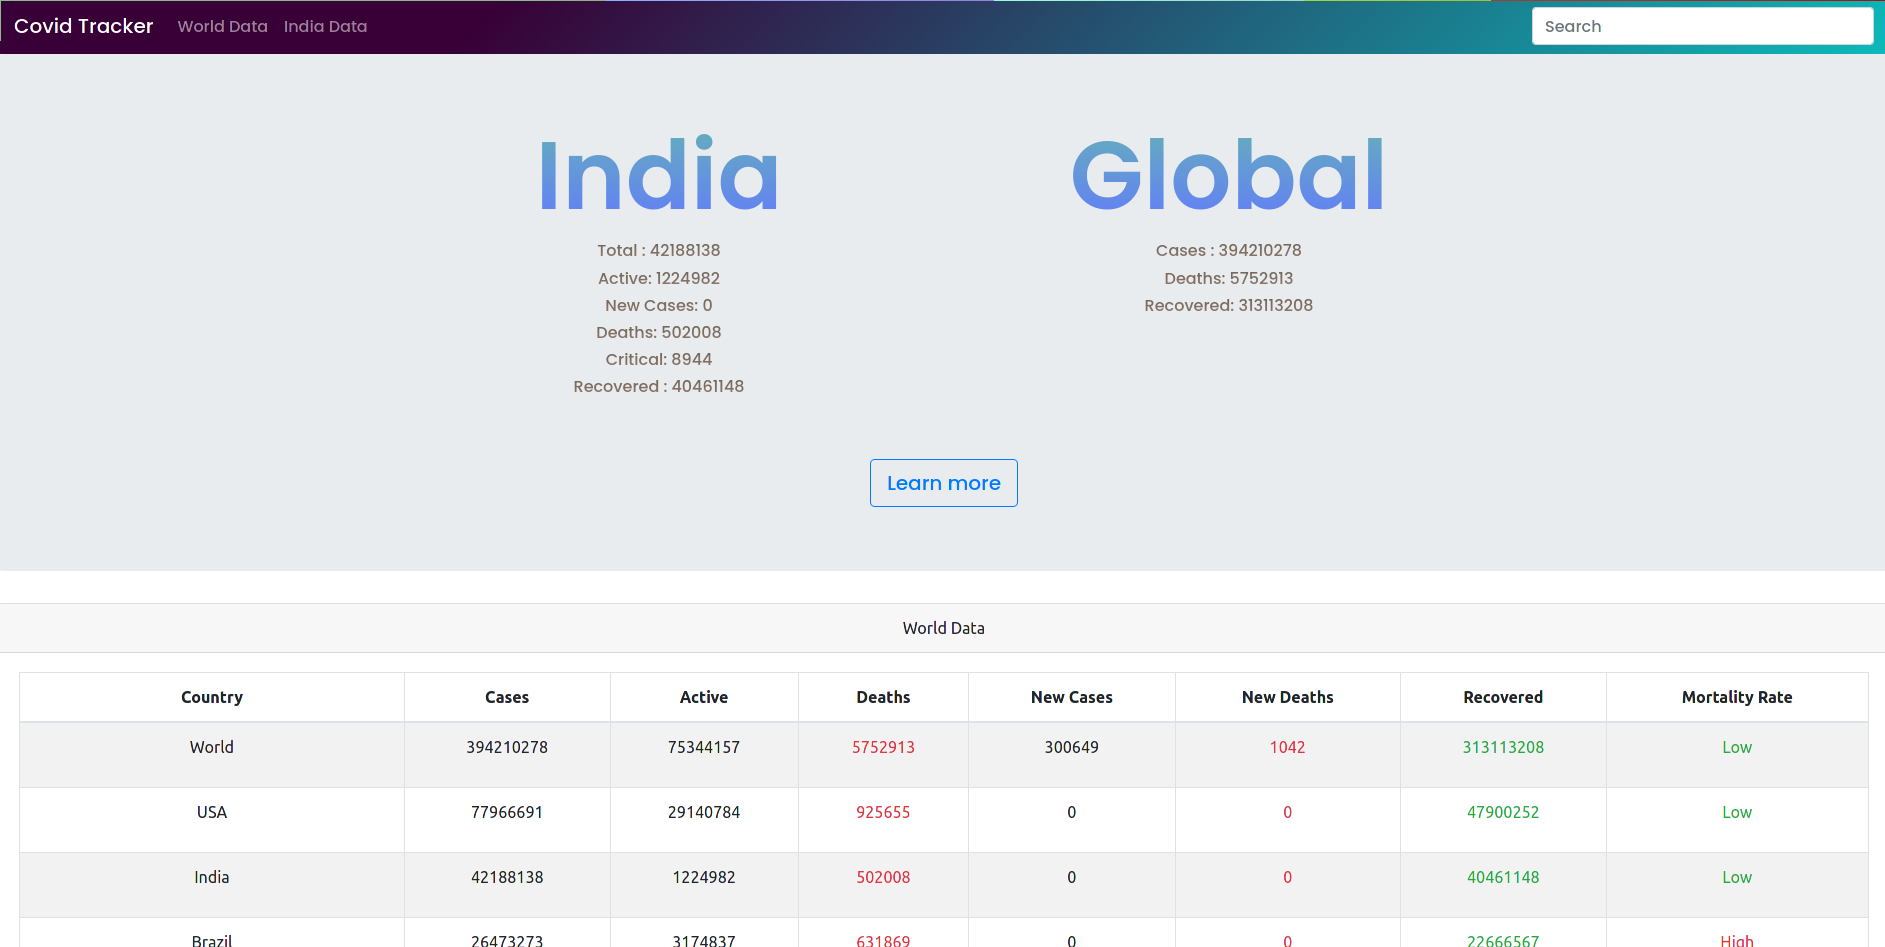 Covid Tracker World Data India Data Search
India
Total : 42188138
Active: 1224982
New Cases: 0
Deaths: 502008
Critical: 8944
Recovered : 40461148
Global
Cases : 394210278
Deaths: 5752913
Recovered: 313113208
Learn more
World Data
Country Cases Active Deaths New Cases New Deaths Recovered Mortality Rate
World 394210278 75344157 5752913 300649 1042 313113208 Low
USA 77966691 29140784 925655 0 0 47900252 Low
India 42188138 1224982 502008 0 0 40461148 Low
Brazil 26473273 3174837 631869 0 0 22666567 High